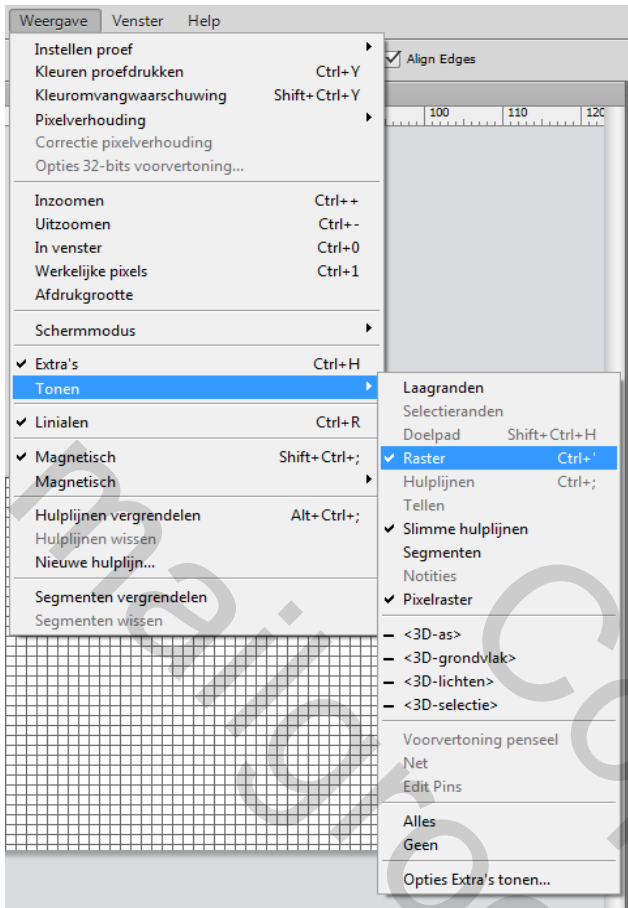 Weergave Venster Help
Align Edges
100 110 120
Instellen proef
Kleuren proefdrukken Ctrl+Y
Kleuromvangwaarschuwing Shift+Ctrl+Y
Pixelverhouding
Correctie pixelverhouding
Opties 32-bits voorvertoning...
Inzoomen Ctrl++
Uitzoomen Ctrl+-
In venster Ctrl+0
Werkelijke pixels Ctrl+1
Afdrukgrootte
Schermmodus
Extra's Ctrl+H
Tonen
Linialen Ctrl+R
Magnetisch Shift+Ctrl+;
Magnetisch
Hulplijnen vergrendelen Alt+Ctrl+;
Hulplijnen wissen
Nieuwe hulplijn...
Segmenten vergrendelen
Segmenten wissen
Laagranden
Selectieranden
Doelpad Shift+Ctrl+H
Raster Ctrl+'
Hulplijnen Ctrl+;
Tellen
Slimme hulplijnen
Segmenten
Notities
Pixelraster
<3D-as>
<3D-grondvlak>
<3D-lichten>
<3D-selectie>
Voorvertoning penseel
Net
Edit Pins
Alles
Geen
Opties Extra's tonen...